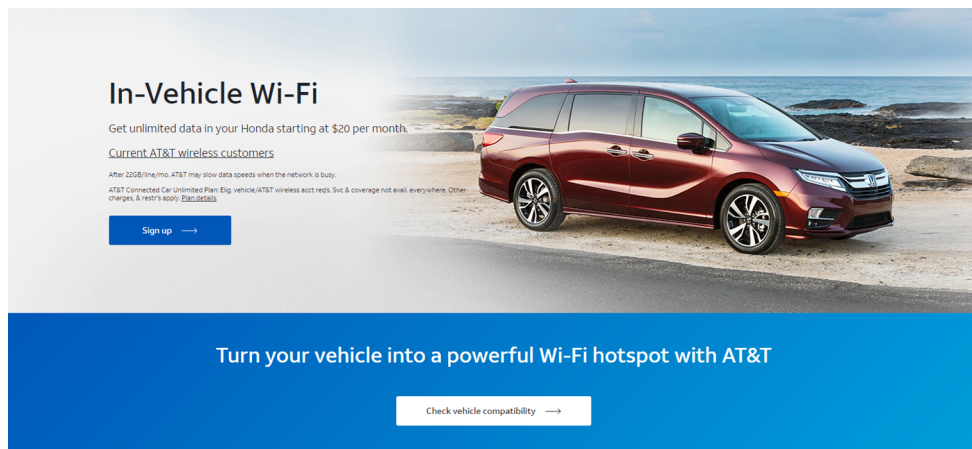 In-Vehicle Wi-Fi
Get unlimited data in your Honda starting at $20 per month.
Current AT&T wireless customers
After 22GB/line/mo. AT&T may slow data speeds when the network is busy.
AT&T Connected Car Unlimited Plan: Elig. vehicle/AT&T wireless acct req's. Svc & coverage not avail. everywhere. Other
charges, & restr's apply. Plan details.
Sign up
Turn your vehicle into a powerful Wi-Fi hotspot with AT&T
Check vehicle compatibility